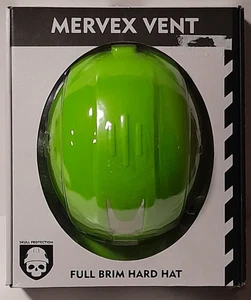 MERVEX VENT
SKULL PROTECTION
FULL BRIM HARD HAT